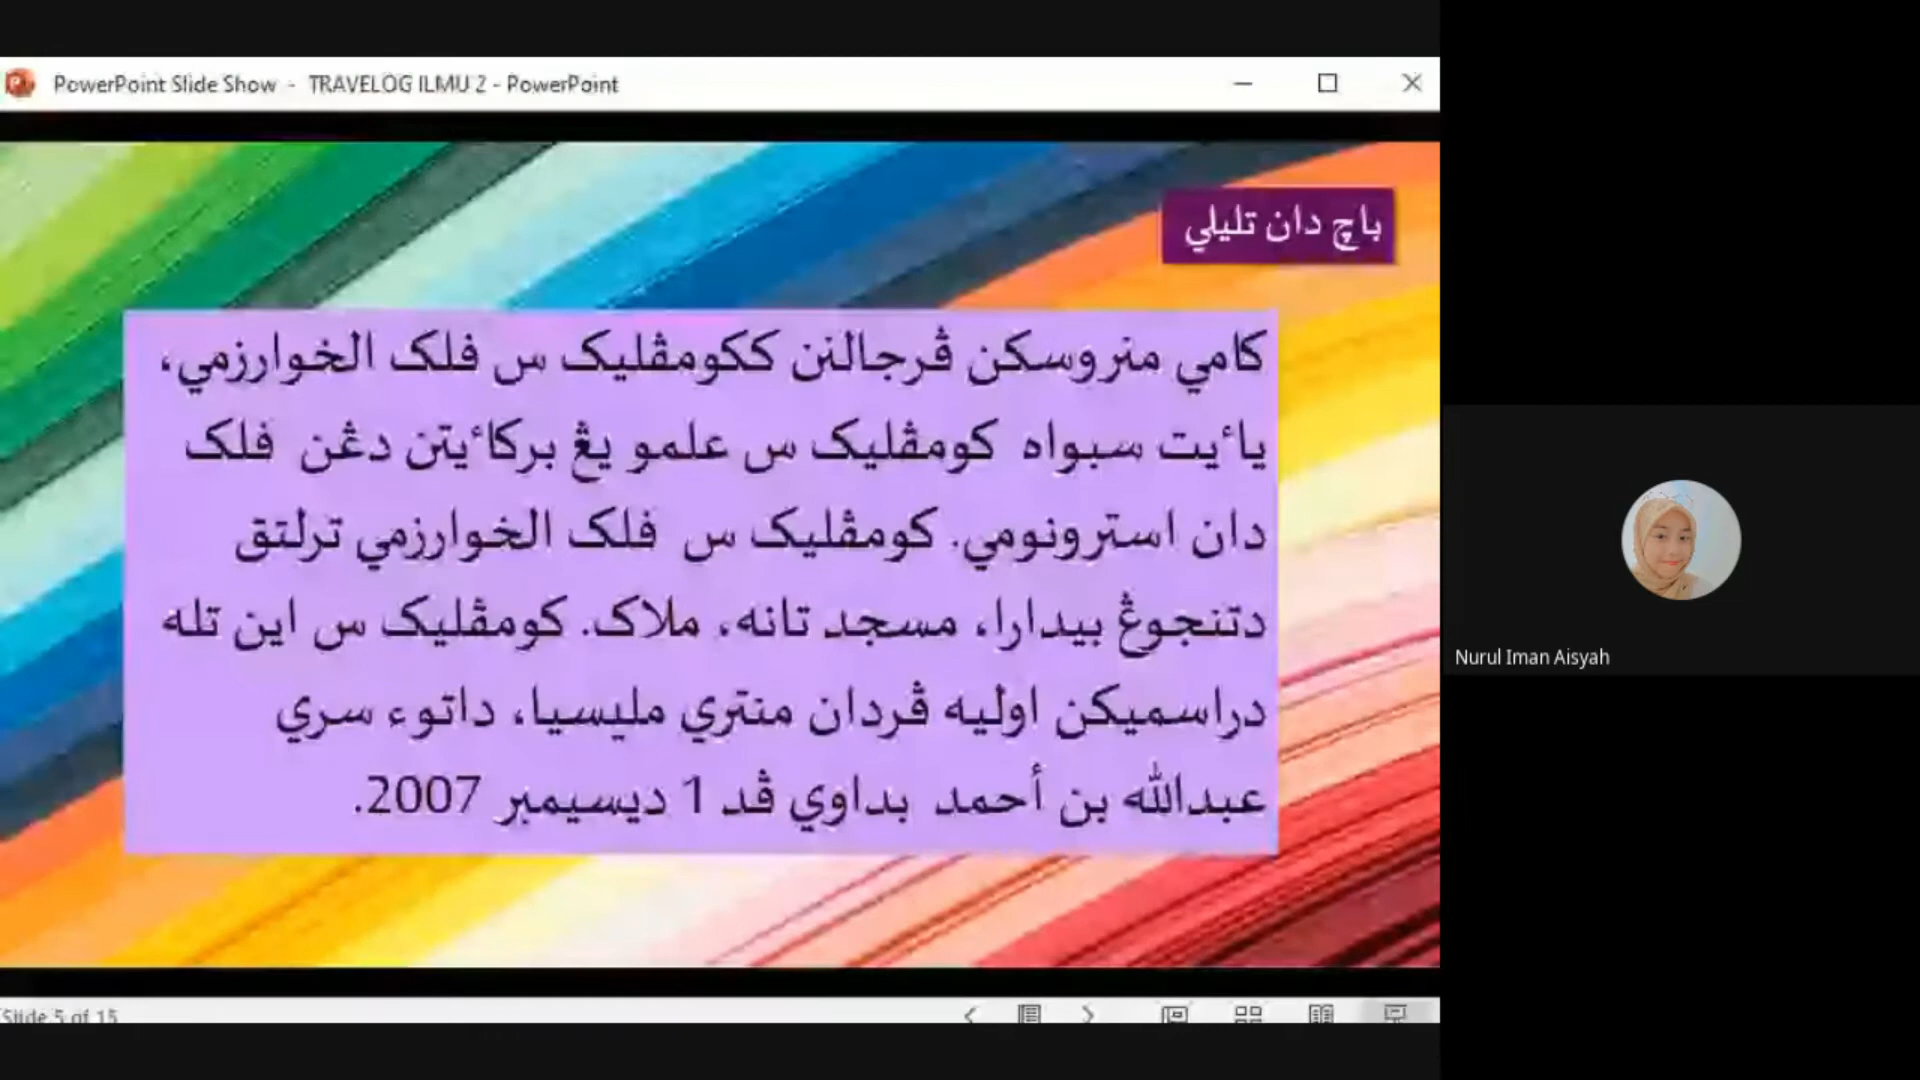 PowerPoint Slide Show - TRAVELOG ILMU 2 - PowerPoint
باچ دان تليلي
كامي منروسكن ڤرجالنن ككومڤليک س فلک الخوارزمي،
ياءيت سبواه كومڤليک س علمو يڠ بركاءيتن دڠن فلک
دان استرونومي. كومڤليک س فلک الخوارزمي ترلتق
دتنجوڠ بيدارا، مسجد تانه، ملاک. كومڤليک س اين تله
دراسميكن اوليه ڤردان منتري مليسيا، داتوء سري
عبدالله بن أحمد بداوي ڤد 1 ديسيمبر 2007.
Slide 5 of 15
Nurul Iman Aisyah